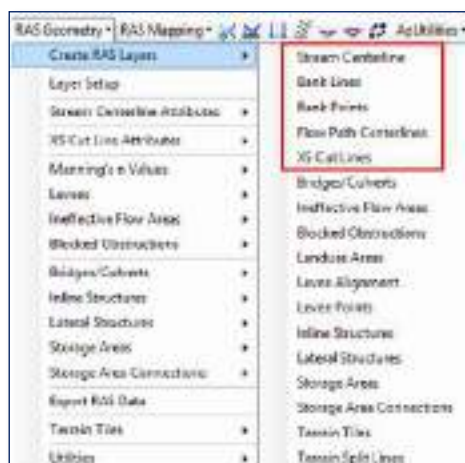 RAS Geometry RAS Mapping ApUtilities
Create RAS Layers
Layer Setup
Stream Centerline Attributes
XS Cut Line Attributes
Manning's n Values
Levees
Ineffective Flow Areas
Blocked Obstructions
Bridges/Culverts
Inline Structures
Lateral Structures
Storage Areas
Storage Area Connections
Export RAS Data
Terrain Tiles
Utilities
Stream Centerline
Bank Lines
Bank Points
Flow Path Centerlines
XS Cut Lines
Bridges/Culverts
Ineffective Flow Areas
Blocked Obstructions
Landuse Areas
Levee Alignment
Levee Points
Inline Structures
Lateral Structures
Storage Areas
Storage Area Connections
Terrain Tiles
Terrain Split Lines